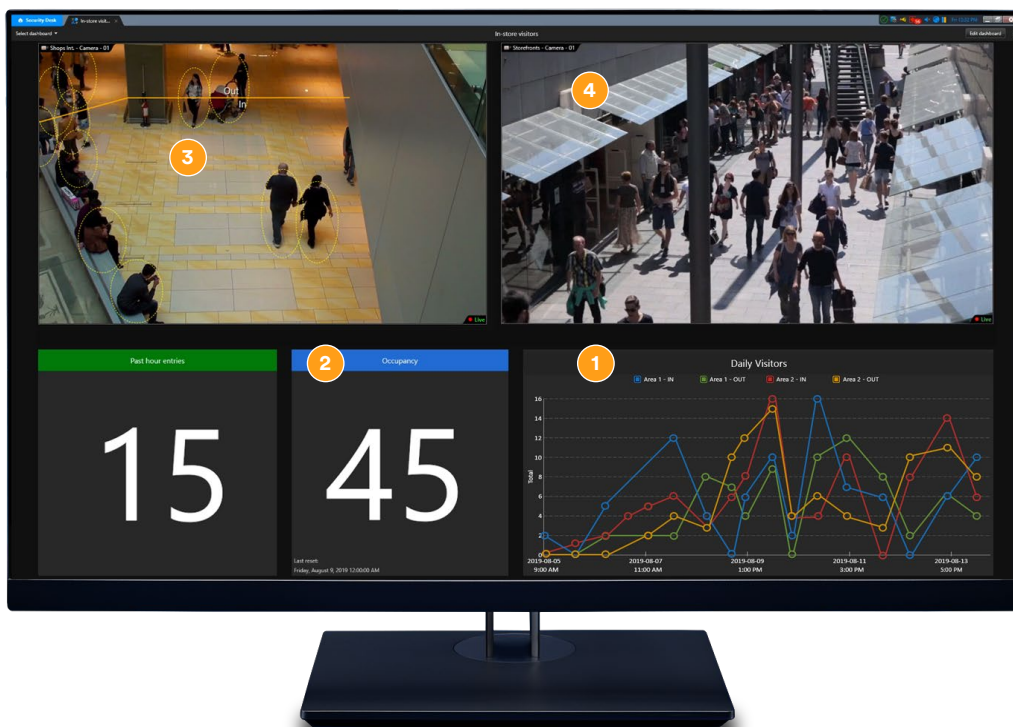 Security Desk
In-store visit...
Fri 12:22 PM
Select dashboard
In-store visitors
Edit dashboard
Shops Int. - Camera - 01
Storefronts - Camera - 01
Out
In
3
4
Live
Live
Past hour entries
2
Occupancy
1
Daily Visitors
Area 1 - IN
Area 1 - OUT
Area 2 - IN
Area 2 - OUT
15
45
Total
16
14
12
10
8
6
4
2
0
2019-08-05
9:00 AM
2019-08-07
11:00 AM
2019-08-09
1:00 PM
2019-08-11
3:00 PM
2019-08-13
5:00 PM
Last reset:
Friday, August 9, 2019 12:00:00 AM